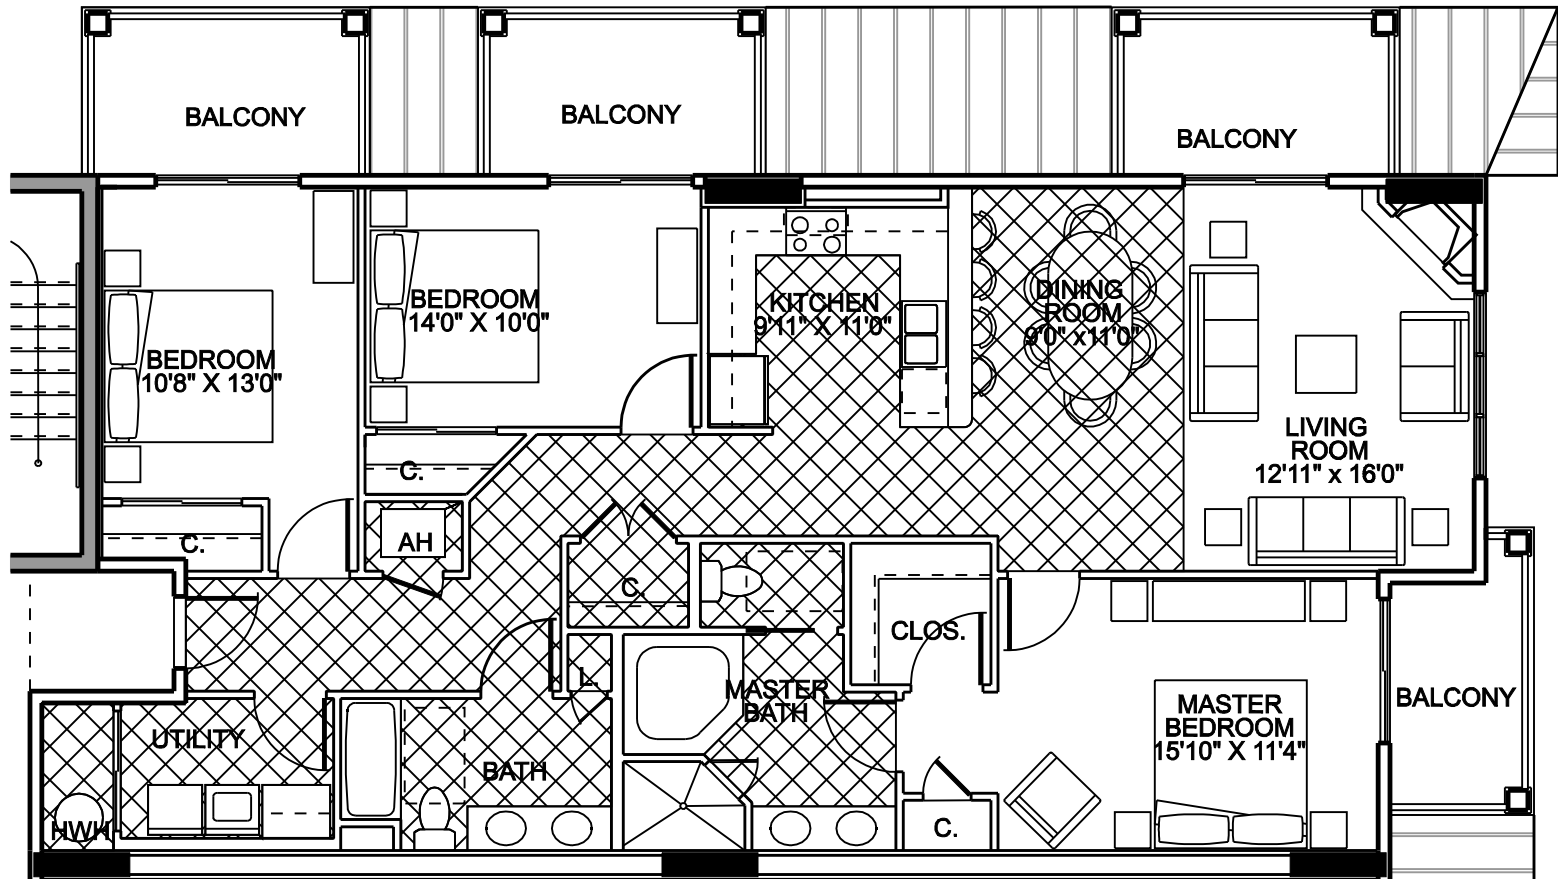 BALCONY
BALCONY
BALCONY
BEDROOM
10'8" X 13'0"
BEDROOM
14'0" X 10'0"
KITCHEN
9'11" X 11'0"
DINING
ROOM
9'0" x11'0"
LIVING
ROOM
12'11" x 16'0"
C.
C.
AH
C.
CLOS.
L.
MASTER
BATH
MASTER
BEDROOM
15'10" X 11'4"
BALCONY
UTILITY
BATH
HWH
C.